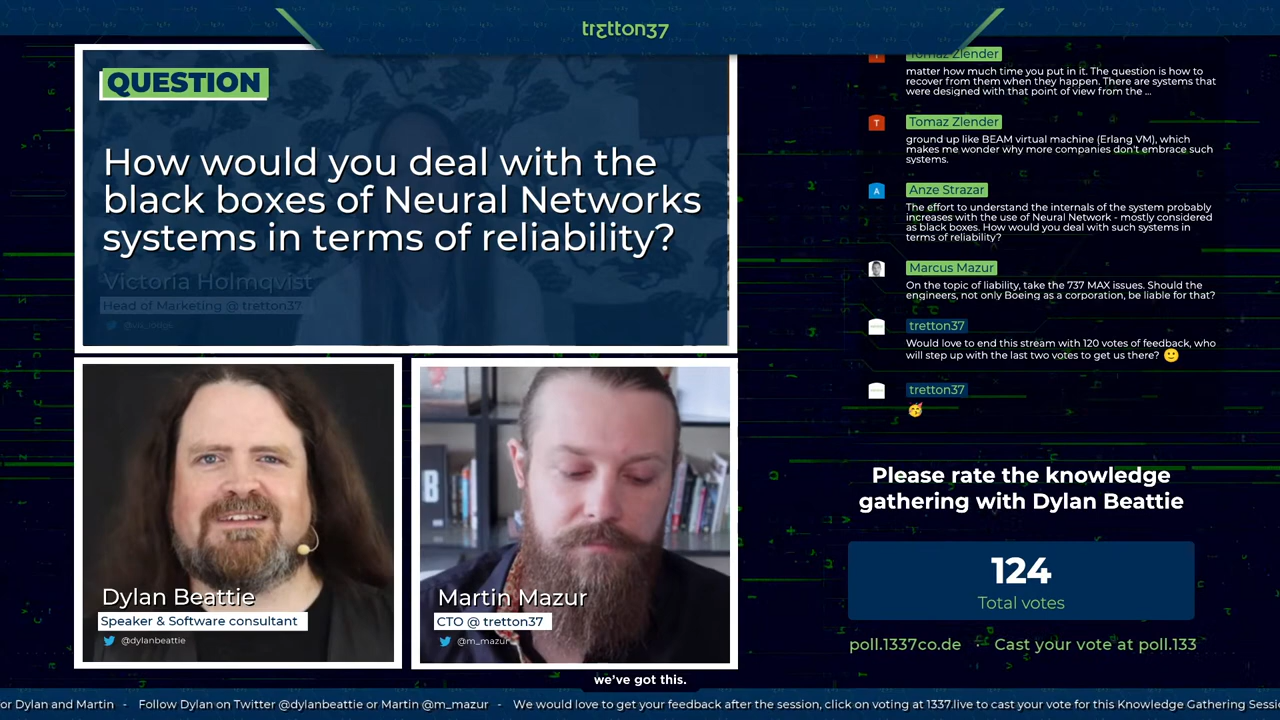 tretton37
QUESTION
How would you deal with the
black boxes of Neural Networks
systems in terms of reliability?
Victoria Holmqvist
Head of Marketing @ tretton37
Dylan Beattie
Speaker & Software consultant
@dylanbeattie
Martin Mazur
CTO @ tretton37
@m_mazur
B
Tomaz Zlender
matter how much time you put in it. The question is how to
recover from them when they happen. There are systems that
were designed with that point of view from the ...
T
Tomaz Zlender
ground up like BEAM virtual machine (Erlang VM), which
makes me wonder why more companies don't embrace such
systems.
A
Anze Strazar
The effort to understand the internals of the system probably
increases with the use of Neural Network - mostly considered
as black boxes. How would you deal with such systems in
terms of reliability?
Marcus Mazur
On the topic of liability, take the 737 MAX issues. Should the
engineers, not only Boeing as a corporation, be liable for that?
tretton37
Would love to end this stream with 120 votes of feedback, who
will step up with the last two votes to get us there? 🙂
tretton37
🥳
Please rate the knowledge
gathering with Dylan Beattie
124
Total votes
poll.1337co.de · Cast your vote at poll.133
we've got this.
or Dylan and Martin - Follow Dylan on Twitter @dylanbeattie or Martin @m_mazur - We would love to get your feedback after the session, click on voting at 1337.live to cast your vote for this Knowledge Gathering Sessi